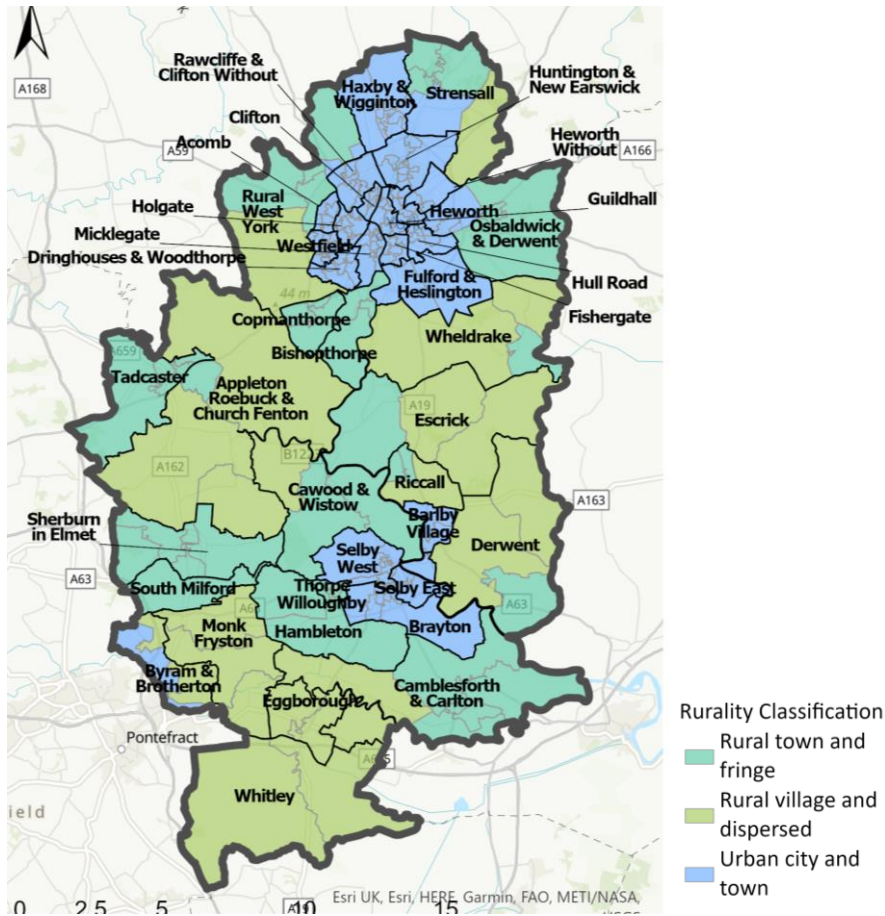 A168
Rawcliffe &
Clifton Without
Haxby &
Wigginton
Strensall
Huntington &
New Earswick
Clifton
Acomb
A59
Heworth
Without
A166
Holgate
Rural
West
York
Heworth
Guildhall
Micklegate
Westfield
Osbaldwick
& Derwent
Dringhouses & Woodthorpe
Fulford &
Heslington
Hull Road
44 m
Fishergate
Copmanthorpe
Wheldrake
Bishopthorpe
A659
Tadcaster
Appleton
Roebuck &
Church Fenton
A19
Escrick
A162
Riccall
Cawood &
Wistow
A163
Barlby
Village
Sherburn
in Elmet
Selby
West
Derwent
A63
South Milford
Thorpe
Willoughby
Selby East
A63
Monk
Fryston
Hambleton
Brayton
Byram &
Brotherton
Eggborough
Camblesforth
& Carlton
Pontefract
Whitley
Rurality Classification
Rural town and
fringe
Rural village and
dispersed
Urban city and
town
Esri UK, Esri, HERE, Garmin, FAO, METI/NASA,
0 2.5 5 10 15